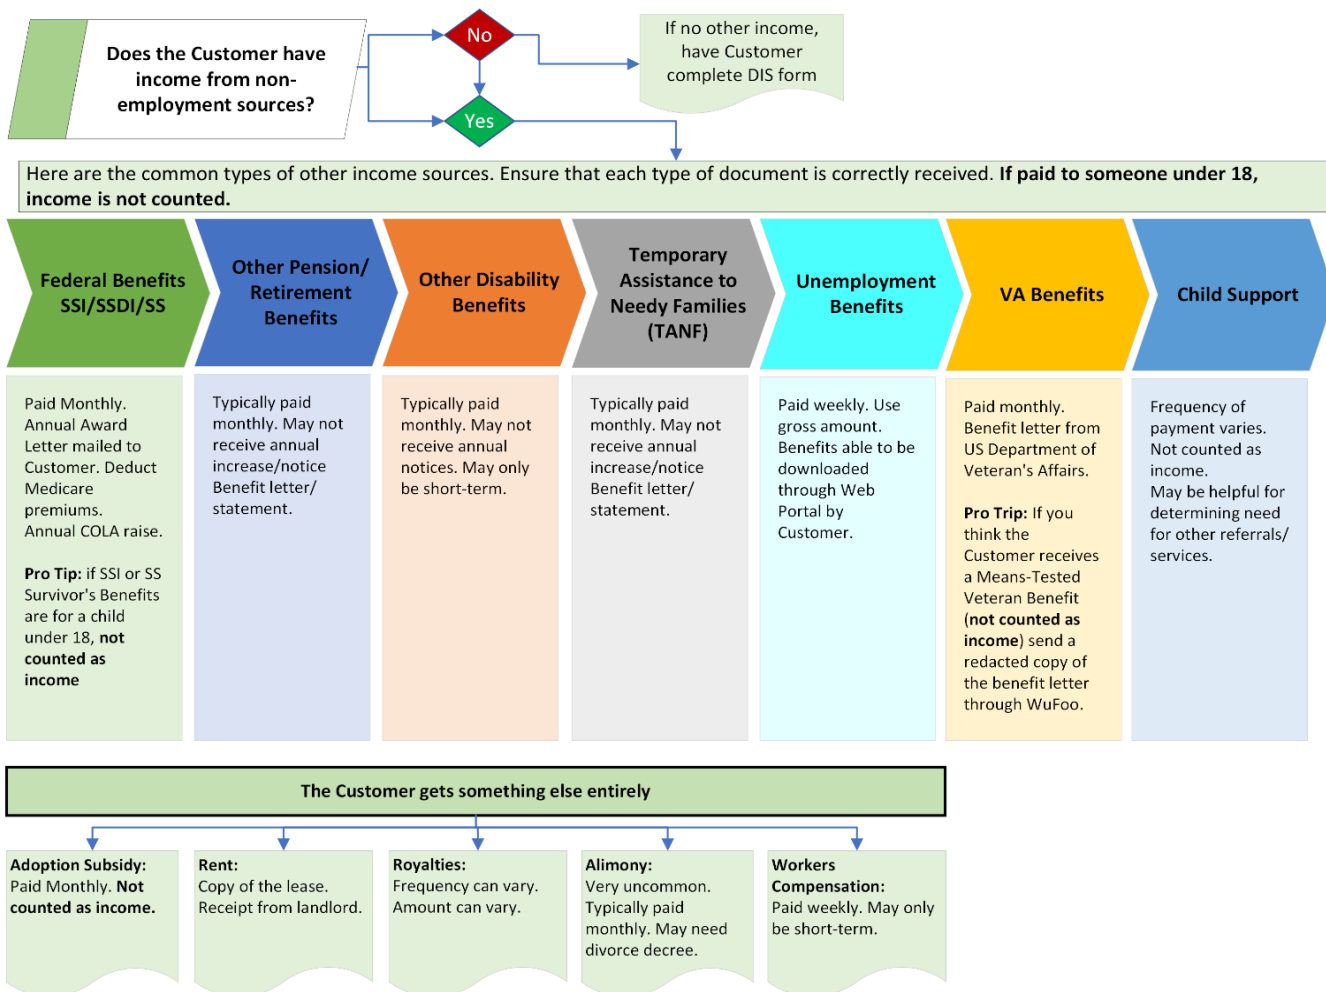 Does the Customer have
income from non-
employment sources?
No
Yes
If no other income,
have Customer
complete DIS form
Here are the common types of other income sources. Ensure that each type of document is correctly received. If paid to someone under 18,
income is not counted.
Federal Benefits
SSI/SSDI/SS
Other Pension/
Retirement
Benefits
Other Disability
Benefits
Temporary
Assistance to
Needy Families
(TANF)
Unemployment
Benefits
VA Benefits
Child Support
Paid Monthly.
Annual Award
Letter mailed to
Customer. Deduct
Medicare
premiums.
Annual COLA raise.
Pro Tip: if SSI or SS
Survivor's Benefits
are for a child
under 18, not
counted as
income
Typically paid
monthly. May not
receive annual
increase/notice
Benefit letter/
statement.
Typically paid
monthly. May not
receive annual
notices. May only
be short-term.
Typically paid
monthly. May not
receive annual
increase/notice
Benefit letter/
statement.
Paid weekly. Use
gross amount.
Benefits able to be
downloaded
through Web
Portal by
Customer.
Paid monthly.
Benefit letter from
US Department of
Veteran's Affairs.
Pro Trip: If you
think the
Customer receives
a Means-Tested
Veteran Benefit
(not counted as
income) send a
redacted copy of
the benefit letter
through WuFoo.
Frequency of
payment varies.
Not counted as
income.
May be helpful for
determining need
for other referrals/
services.
The Customer gets something else entirely
Adoption Subsidy:
Paid Monthly. Not
counted as income.
Rent:
Copy of the lease.
Receipt from landlord.
Royalties:
Frequency can vary.
Amount can vary.
Alimony:
Very uncommon.
Typically paid
monthly. May need
divorce decree.
Workers
Compensation:
Paid weekly. May only
be short-term.